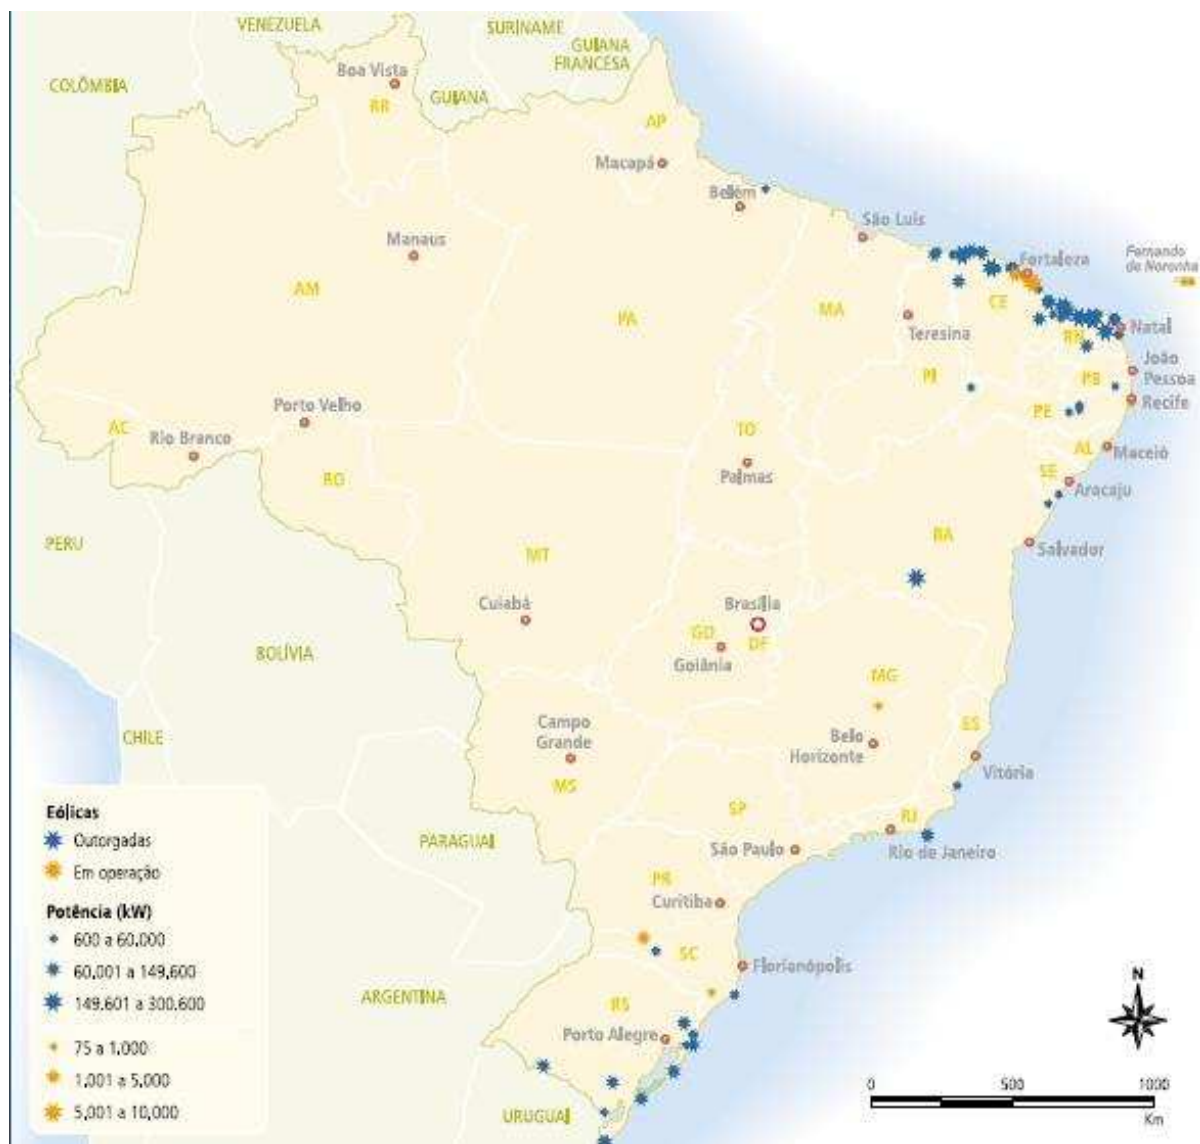 VENEZUELA
SURINAME
GUIANA
FRANCESA
COLÔMBIA
Boa Vista
RR
GUIANA
AP
Macapá
Belém
São Luis
Manaus
Fortaleza
Fernando
de Noronha
AM
PA
MA
CE
Teresina
RN
Natal
João
Pessoa
PI
PB
Recife
PE
Porto Velho
AC
Rio Branco
TO
AL
Maceió
RO
Palmas
SE
Aracaju
PERU
MT
BA
Salvador
Cuiabá
Brasília
GO
DF
Goiânia
BOLÍVIA
MG
Campo
Grande
ES
CHILE
Belo
Horizonte
Vitória
MS
SP
RJ
Rio de Janeiro
PARAGUAI
São Paulo
PR
Curitiba
SC
Florianópolis
ARGENTINA
RS
Porto Alegre
URUGUAI
Eólicas
Outorgadas
Em operação
Potência (kW)
600 a 60.000
60.001 a 149.600
149.601 a 300.600
75 a 1.000
1.001 a 5.000
5.001 a 10.000
N
0 500 1000
Km